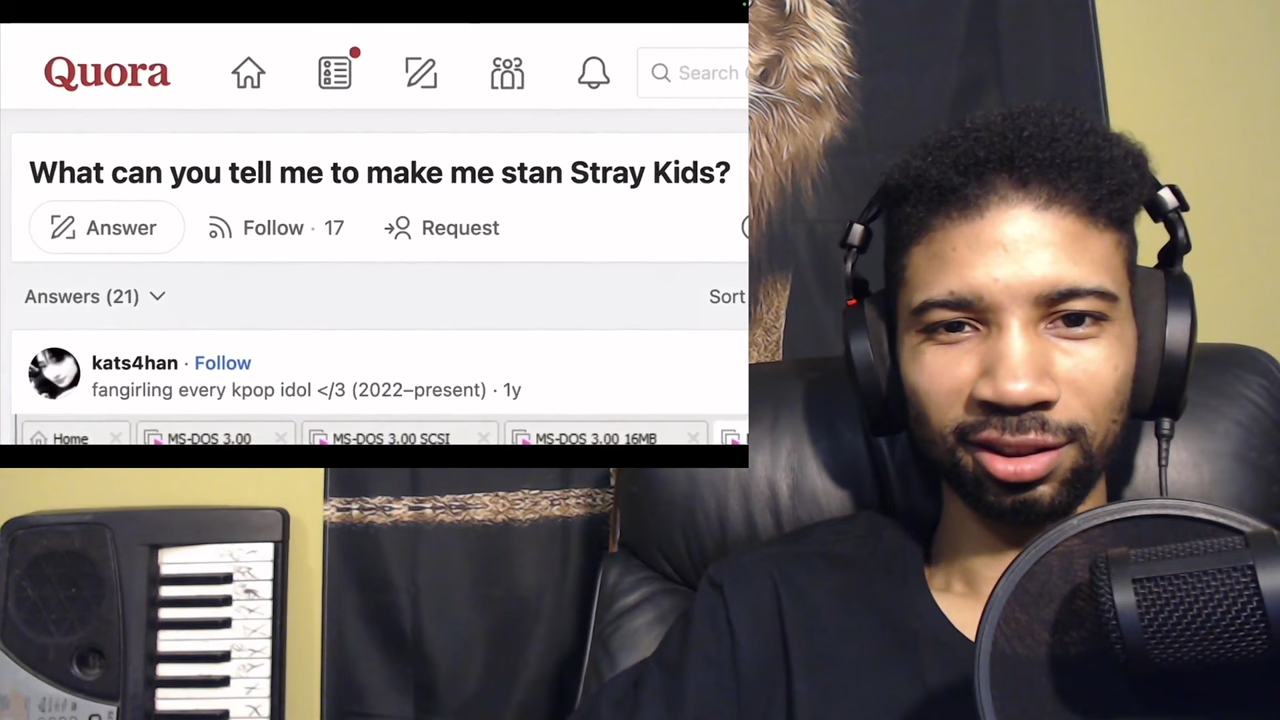 Quora
Search
What can you tell me to make me stan Stray Kids?
Answer
Follow · 17
Request
Answers (21)
Sort
kats4han · Follow
fangirling every kpop idol </3 (2022–present) · 1y
Home
MS-DOS 3.00
MS-DOS 3.00 SCSI
MS-DOS 3.00 16MB